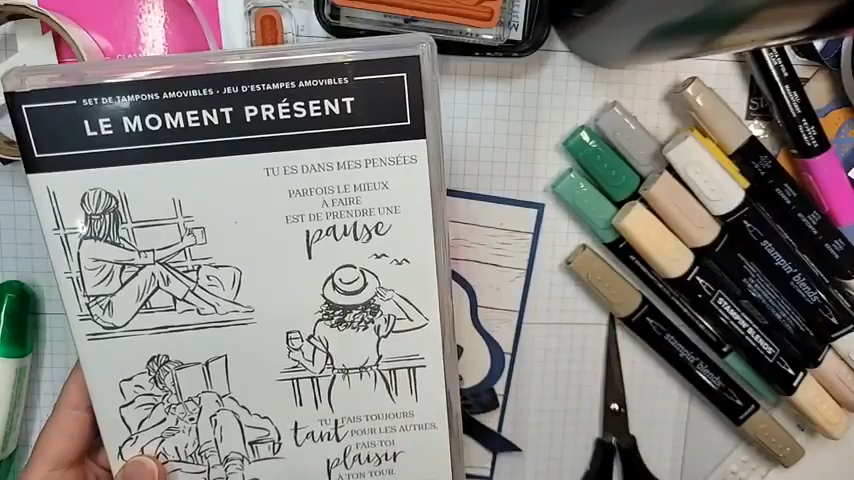 SET DE TAMPONS AMOVIBLES • JEU D'ESTAMPES AMOVIBLES
LE MOMENT PRÉSENT
TU ES DANS MES PENSÉES
PARFOIS LE MIEUX
À FAIRE
EST DE PRENDRE UNE
pause
TU FAIS TOUJOURS
tant POUR LES AUTRES.
FAIS TOI
plaisir
À TON TOUR.
Stampin' blends
STAMPIN' BLENDS
stampin' blends